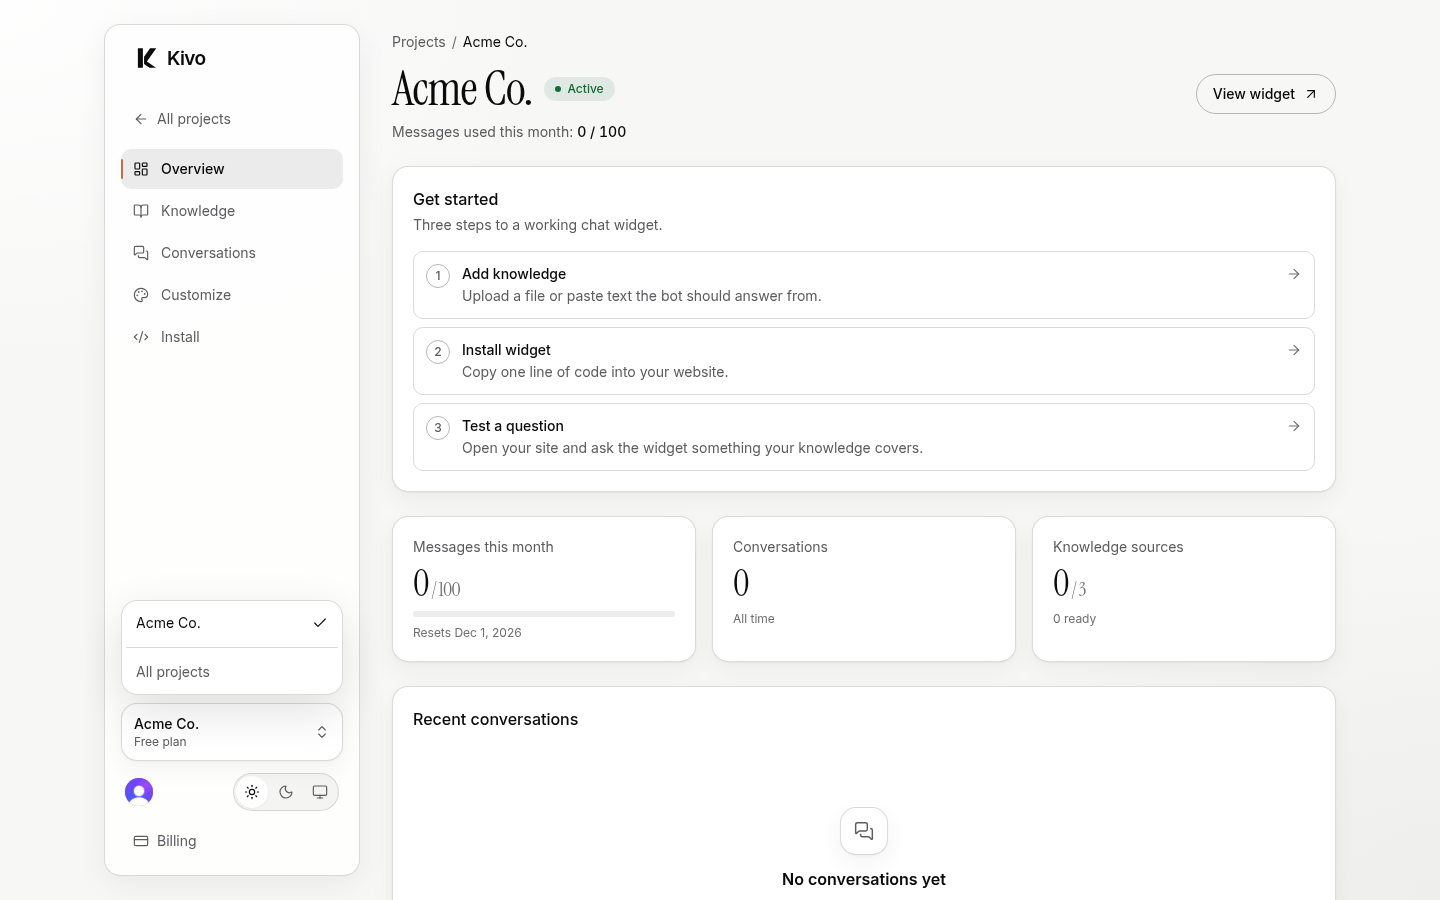 Kivo
All projects
Overview
Knowledge
Conversations
Customize
Install
Acme Co.
All projects
Acme Co.
Free plan
Billing
Projects / Acme Co.
Acme Co.
Active
View widget
Messages used this month: 0 / 100
Get started
Three steps to a working chat widget.
1
Add knowledge
Upload a file or paste text the bot should answer from.
2
Install widget
Copy one line of code into your website.
3
Test a question
Open your site and ask the widget something your knowledge covers.
Messages this month
0 / 100
Resets Dec 1, 2026
Conversations
0
All time
Knowledge sources
0 / 3
0 ready
Recent conversations
No conversations yet